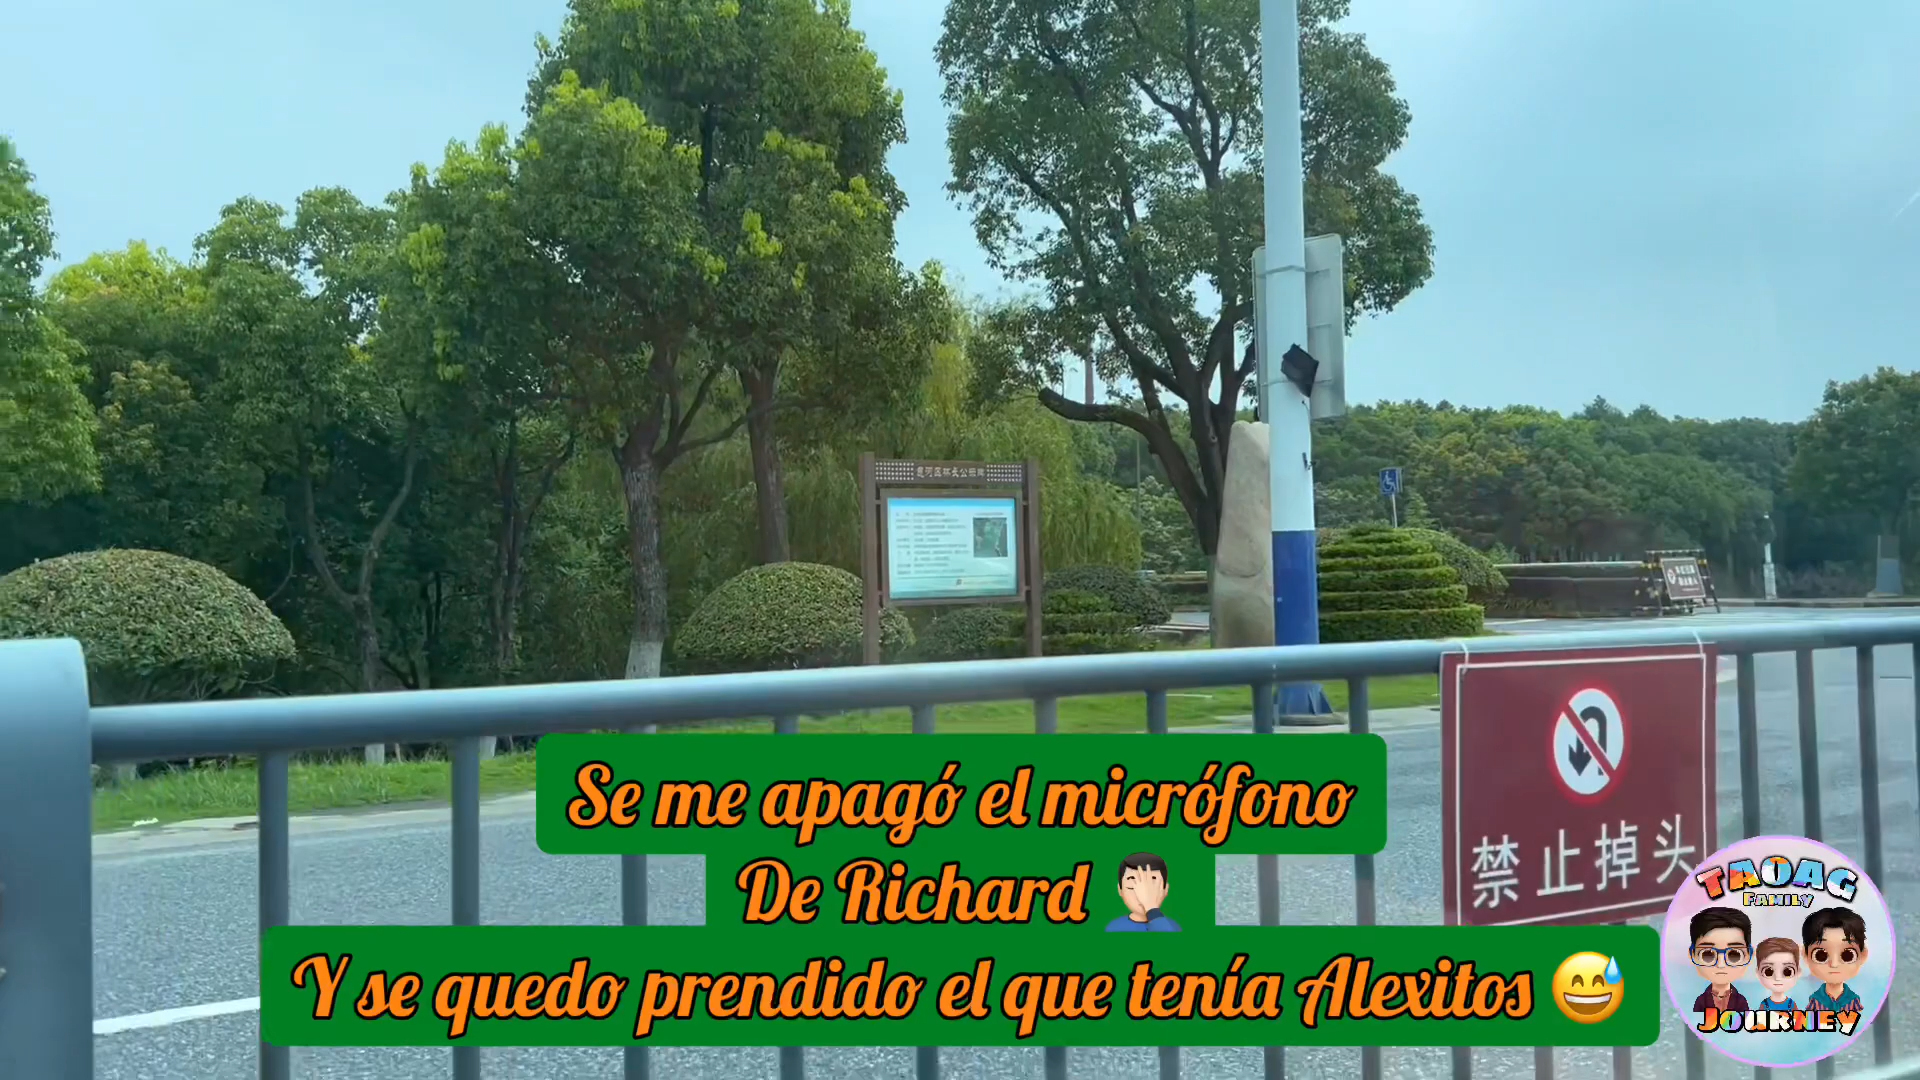 Se me apagó el micrófono
De Richard 🤦🏻‍♂️
Y se quedo prendido el que tenía Alexitos 😅
禁止掉头
TAOAG
FAMILY
JOURNEY